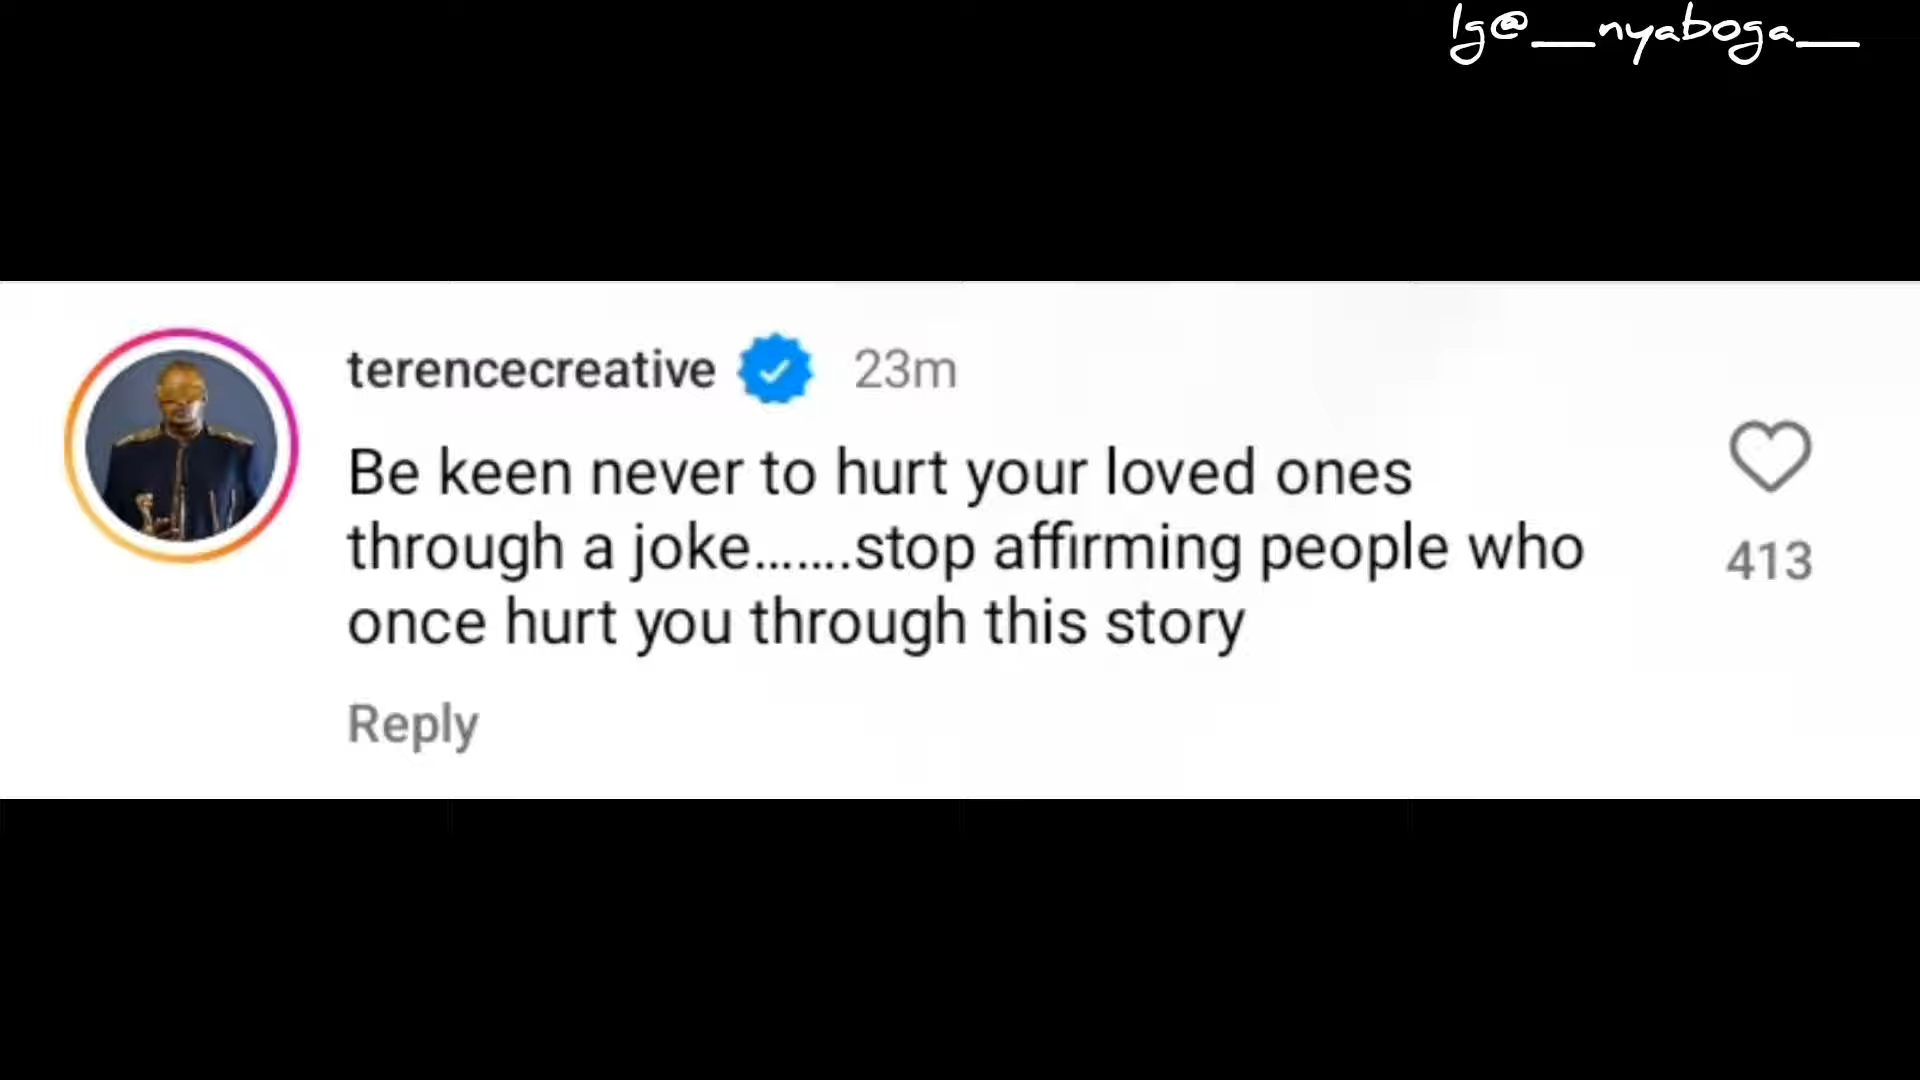 Ig@__nyaboga__
terencecreative 23m
Be keen never to hurt your loved ones
through a joke.......stop affirming people who
once hurt you through this story
413
Reply